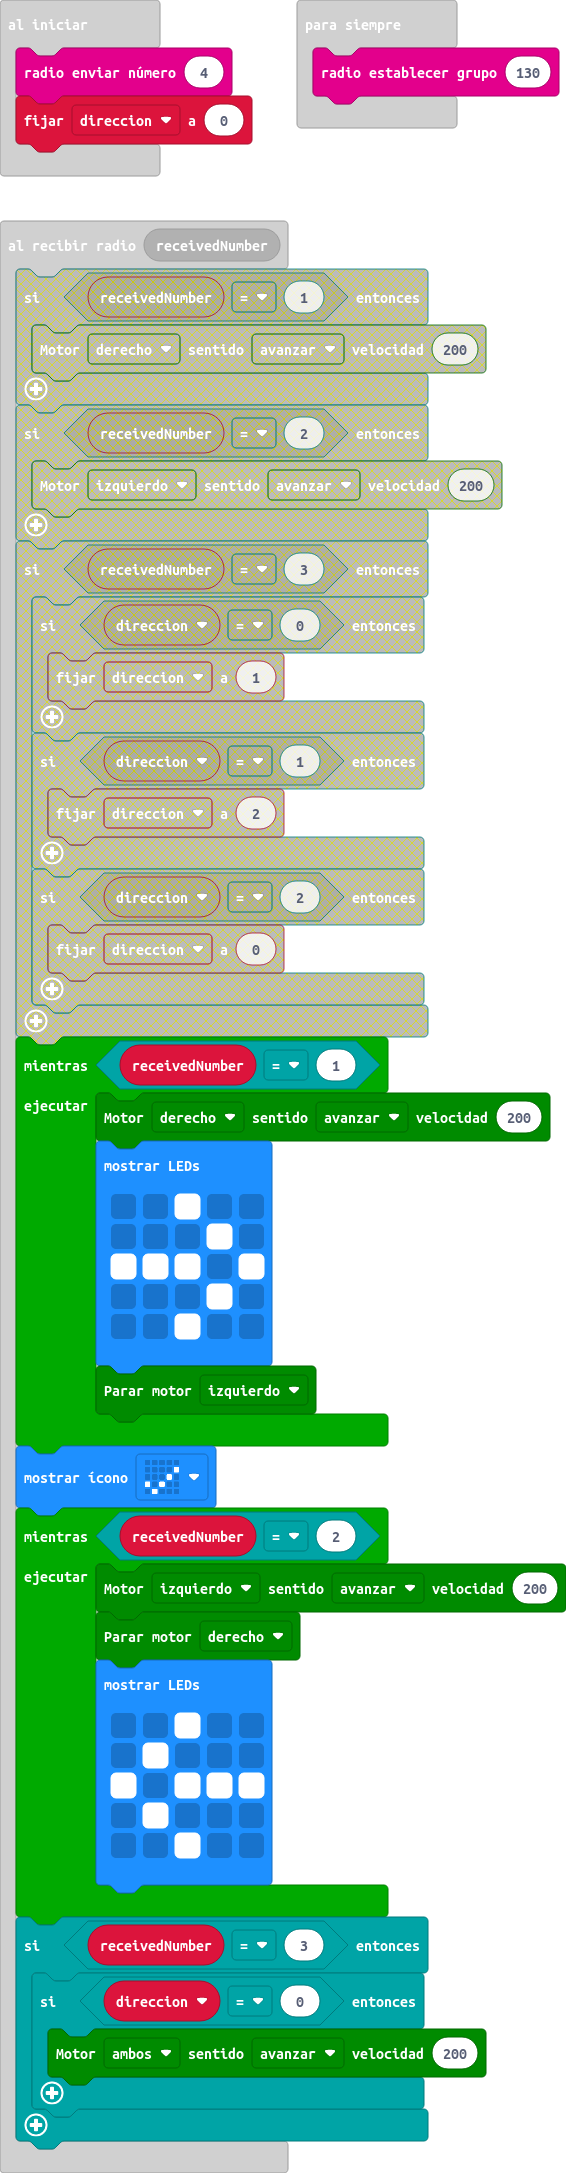 al iniciar
radio enviar número 4
fijar direccion a 0
para siempre
radio establecer grupo 130
al recibir radio receivedNumber
si receivedNumber = 1 entonces
Motor derecho sentido avanzar velocidad 200
si receivedNumber = 2 entonces
Motor izquierdo sentido avanzar velocidad 200
si receivedNumber = 3 entonces
si direccion = 0 entonces
fijar direccion a 1
si direccion = 1 entonces
fijar direccion a 2
si direccion = 2 entonces
fijar direccion a 0
mientras receivedNumber = 1
ejecutar
Motor derecho sentido avanzar velocidad 200
mostrar LEDs
Parar motor izquierdo
mostrar ícono
mientras receivedNumber = 2
ejecutar
Motor izquierdo sentido avanzar velocidad 200
Parar motor derecho
mostrar LEDs
si receivedNumber = 3 entonces
si direccion = 0 entonces
Motor ambos sentido avanzar velocidad 200